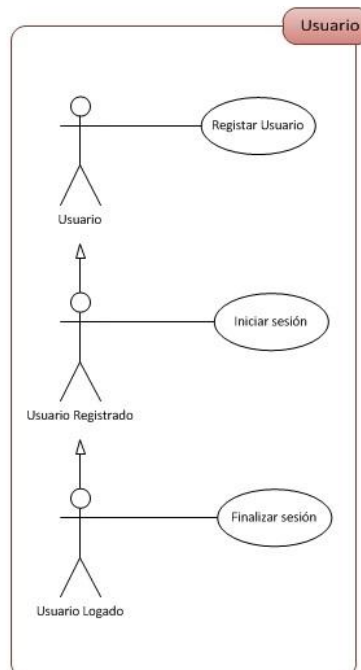 Usuario
Registar Usuario
Usuario
Iniciar sesión
Usuario Registrado
Finalizar sesión
Usuario Logado